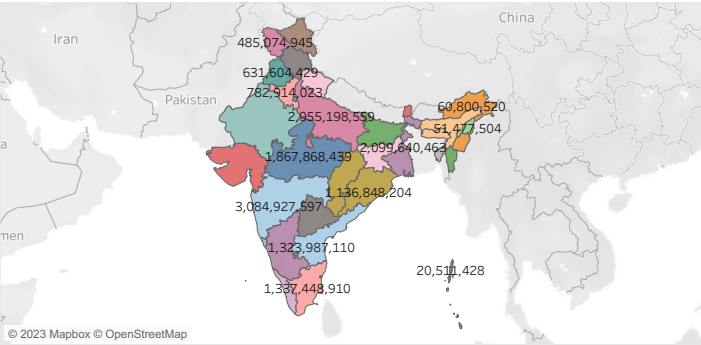 China
Iran
485,074,945
631,604,429
Pakistan
782,914,023
60,800,520
2,955,198,559
51,477,504
2,099,640,463
1,867,868,439
1,136,848,204
3,084,927,597
men
1,323,987,110
20,511,428
1,337,448,910
© 2023 Mapbox © OpenStreetMap